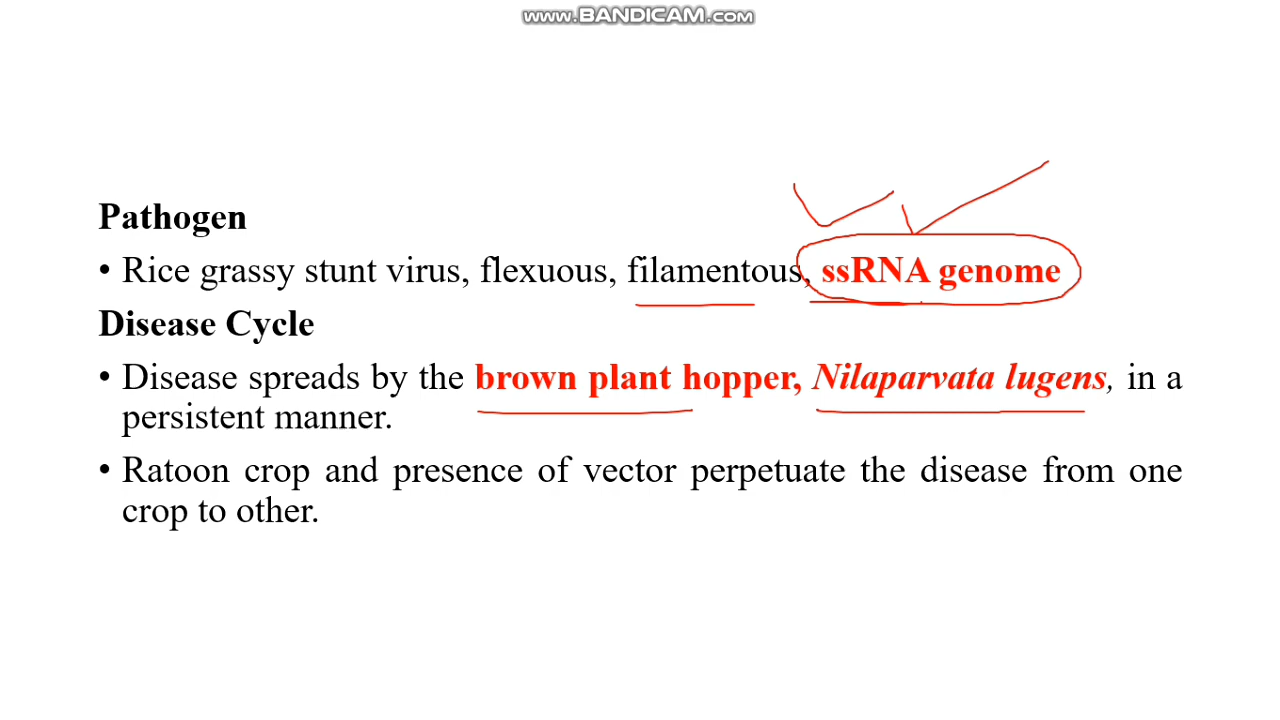 www.BANDICAM.com
Pathogen
• Rice grassy stunt virus, flexuous, filamentous, ssRNA genome
Disease Cycle
• Disease spreads by the brown plant hopper, Nilaparvata lugens, in a
persistent manner.
• Ratoon crop and presence of vector perpetuate the disease from one
crop to other.